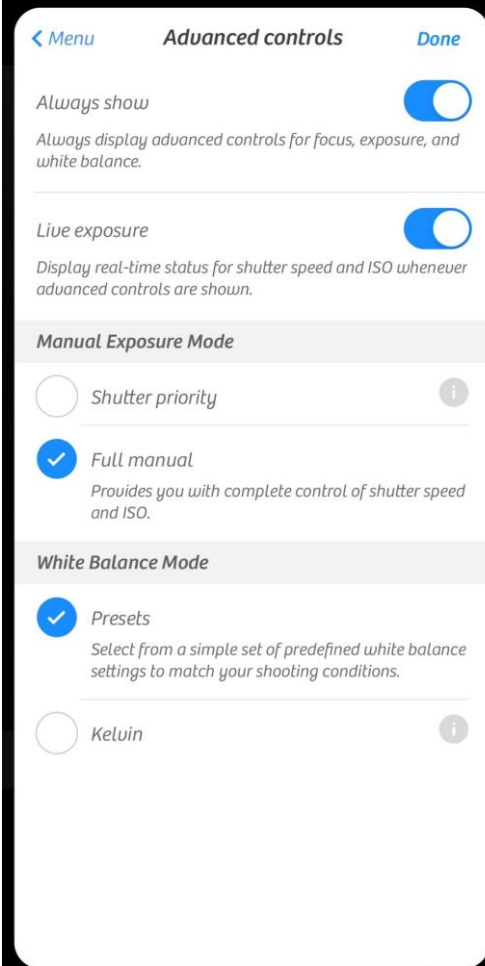 Menu Advanced controls Done
Always show
Always display advanced controls for focus, exposure, and
white balance.
Live exposure
Display real-time status for shutter speed and ISO whenever
advanced controls are shown.
Manual Exposure Mode
Shutter priority
Full manual
Provides you with complete control of shutter speed
and ISO.
White Balance Mode
Presets
Select from a simple set of predefined white balance
settings to match your shooting conditions.
Kelvin